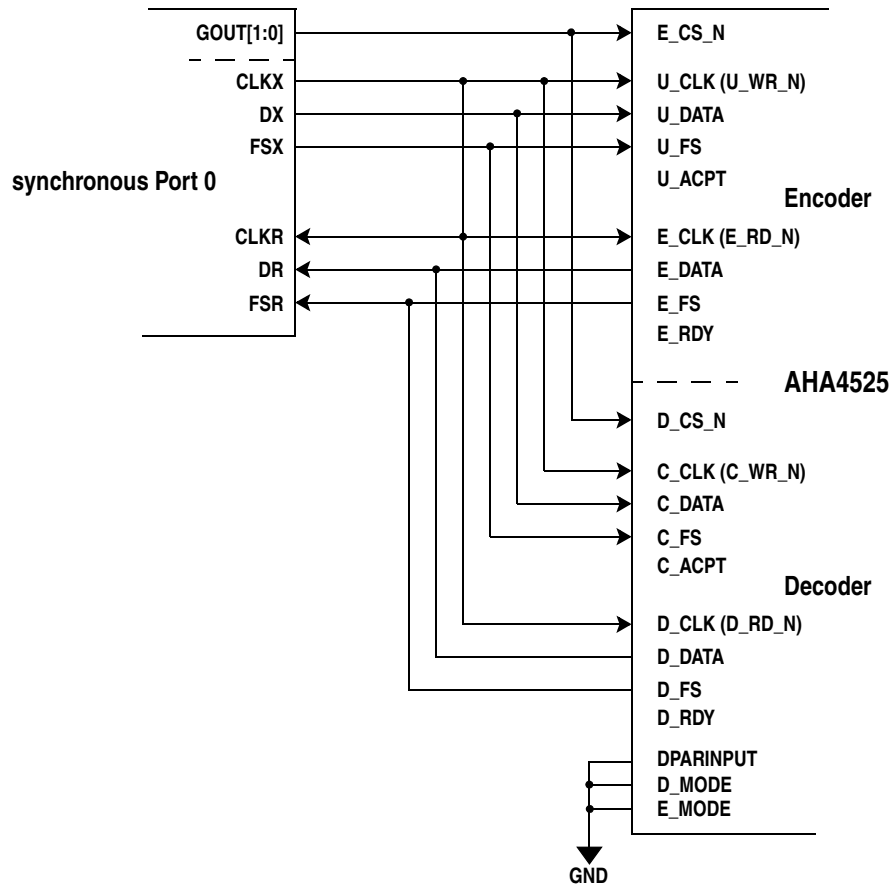 GOUT[1:0]
CLKX
DX
FSX
synchronous Port 0
CLKR
DR
FSR
E_CS_N
U_CLK (U_WR_N)
U_DATA
U_FS
U_ACPT
Encoder
E_CLK (E_RD_N)
E_DATA
E_FS
E_RDY
AHA4525
D_CS_N
C_CLK (C_WR_N)
C_DATA
C_FS
C_ACPT
Decoder
D_CLK (D_RD_N)
D_DATA
D_FS
D_RDY
DPARINPUT
D_MODE
E_MODE
GND